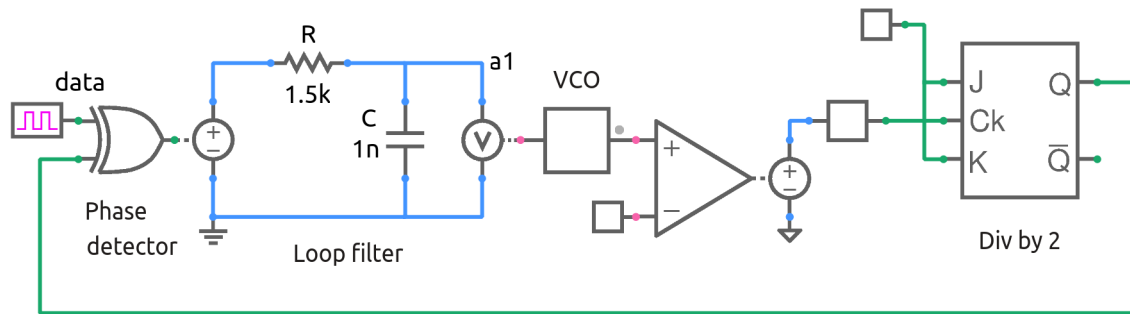 data
R
1.5k
C
1n
a1
V
VCO
J
Q
Ck
K
Q̅
Phase
detector
Loop filter
Div by 2